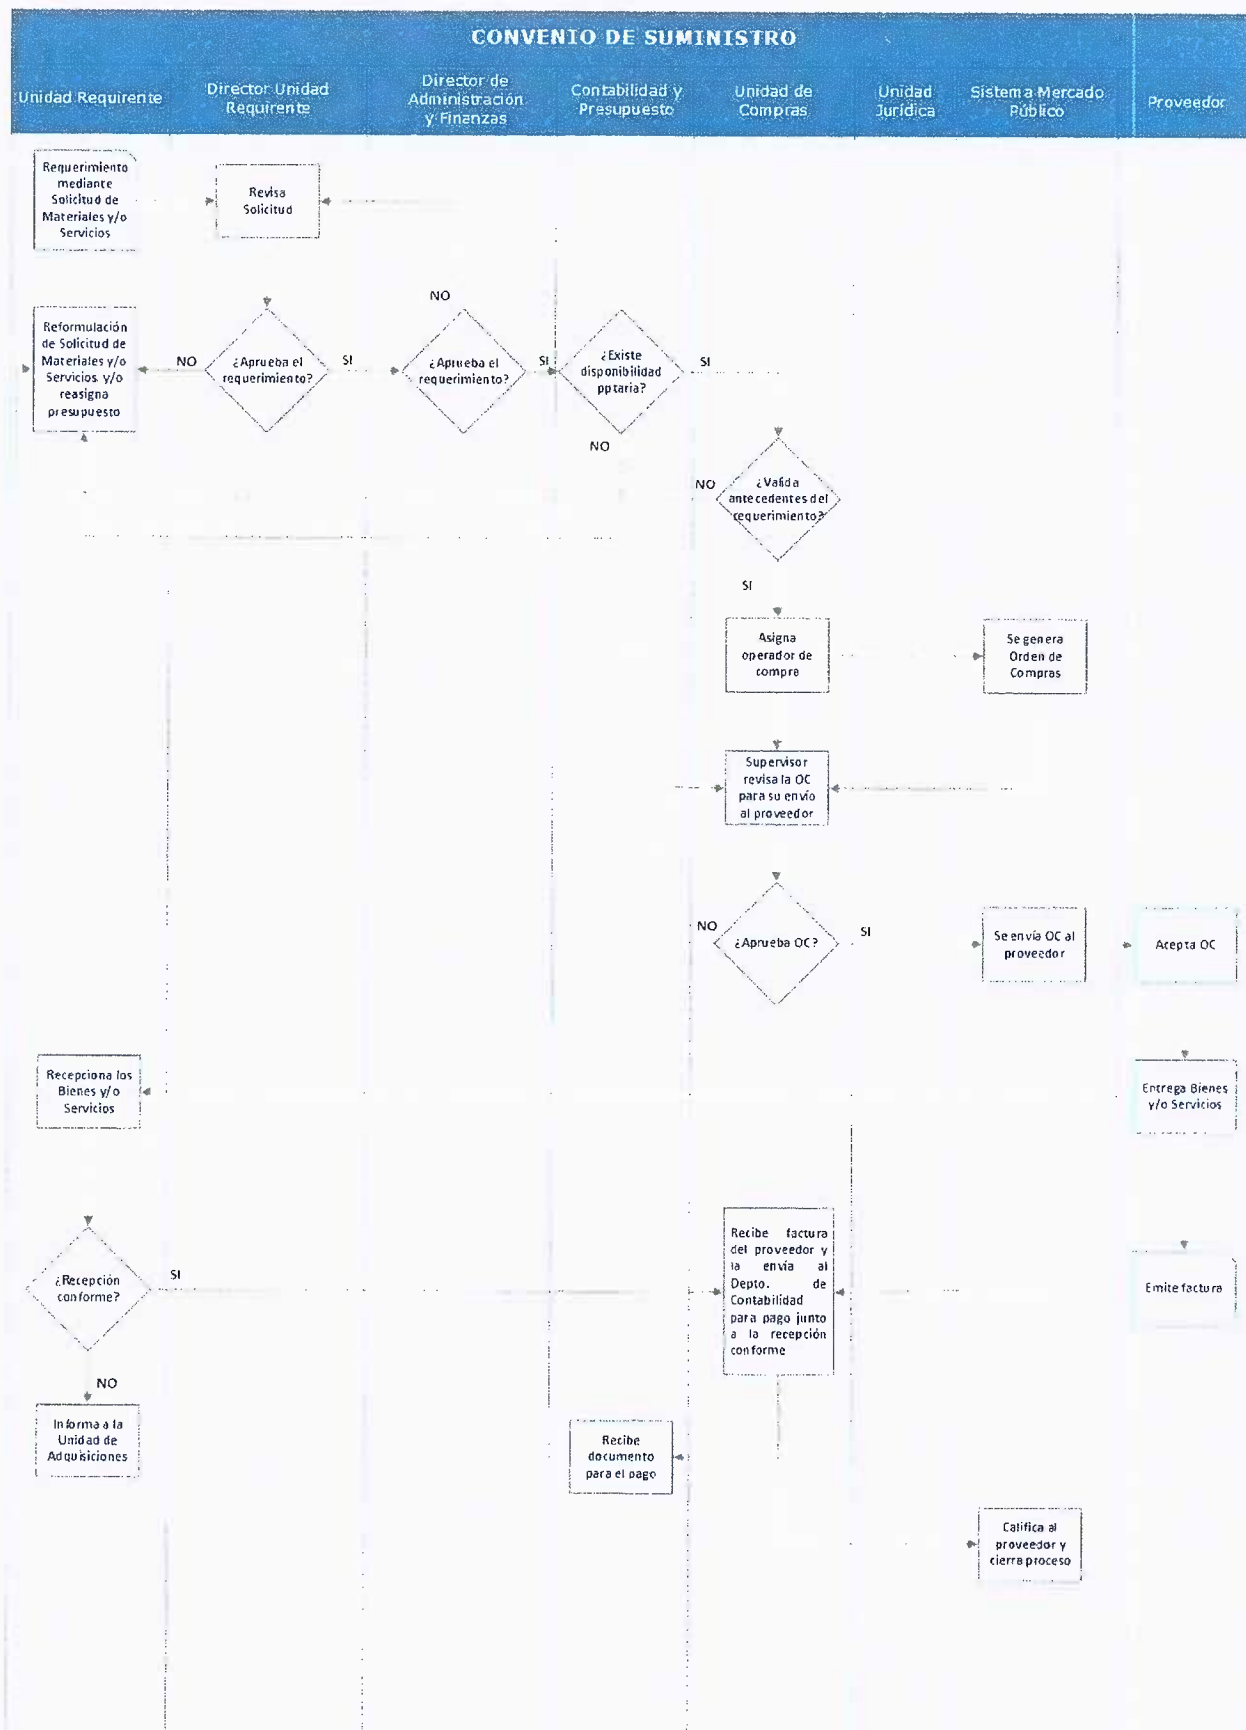 CONVENIO DE SUMINISTRO
Unidad Requirente
Director Unidad
Requirente
Director de
Administración
y Finanzas
Contabilidad y
Presupuesto
Unidad de
Compras
Unidad
Jurídica
Sistema Mercado
Público
Proveedor
Requerimiento
mediante
Solicitud de
Materiales y/o
Servicios
Revisa
Solicitud
Reformulación
de Solicitud de
Materiales y/o
Servicios y/o
reasigna
presupuesto
NO
¿Aprueba el
requerimiento?
SI
NO
¿Aprueba el
requerimiento?
SI
¿Existe
disponibilidad
pptaria?
SI
NO
NO
¿Valida
antecedentes del
requerimiento?
SI
Asigna
operador de
compra
Se genera
Orden de
Compras
Supervisor
revisa la OC
para su envío
al proveedor
NO
¿Aprueba OC?
SI
Se envía OC al
proveedor
Acepta OC
Recepciona los
Bienes y/o
Servicios
Entrega Bienes
y/o Servicios
¿Recepción
conforme?
SI
Recibe factura
del proveedor y
la envía al
Depto. de
Contabilidad
para pago junto
a la recepción
conforme
Emite factura
NO
Informa a la
Unidad de
Adquisiciones
Recibe
documento
para el pago
Califica al
proveedor y
cierra proceso